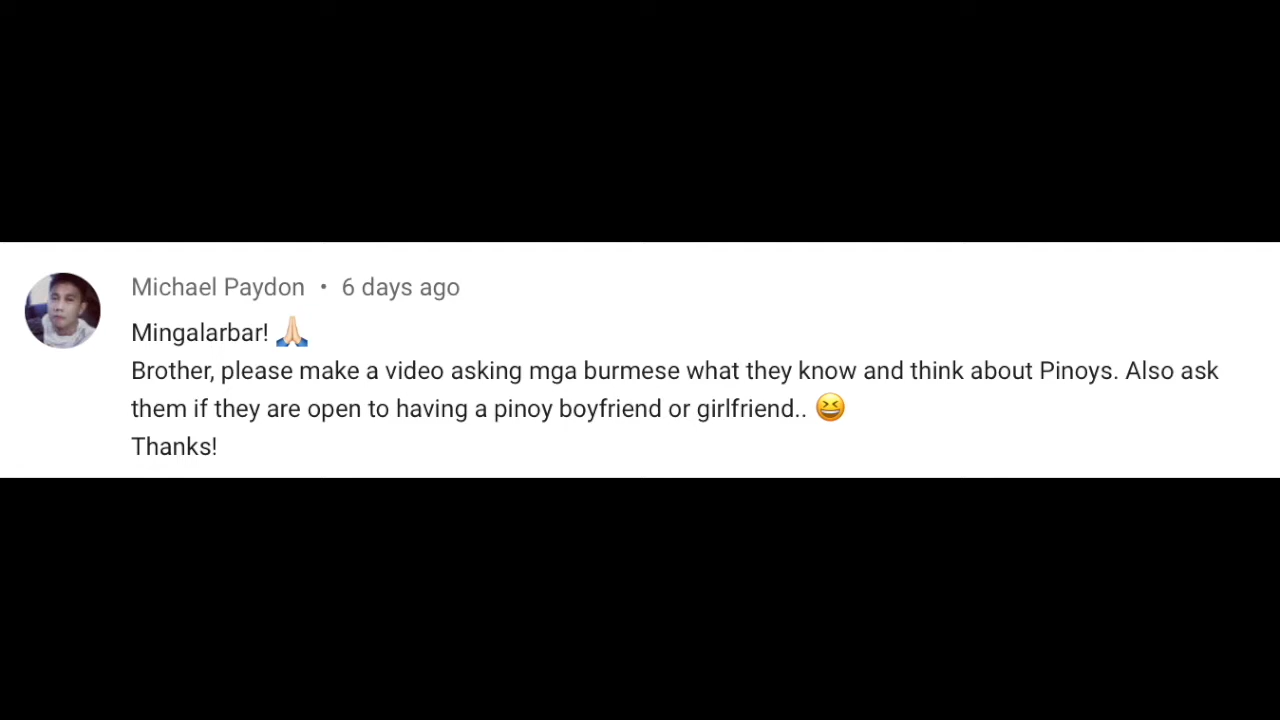 Michael Paydon • 6 days ago
Mingalarbar! 🙏🏻
Brother, please make a video asking mga burmese what they know and think about Pinoys. Also ask
them if they are open to having a pinoy boyfriend or girlfriend.. 😆
Thanks!